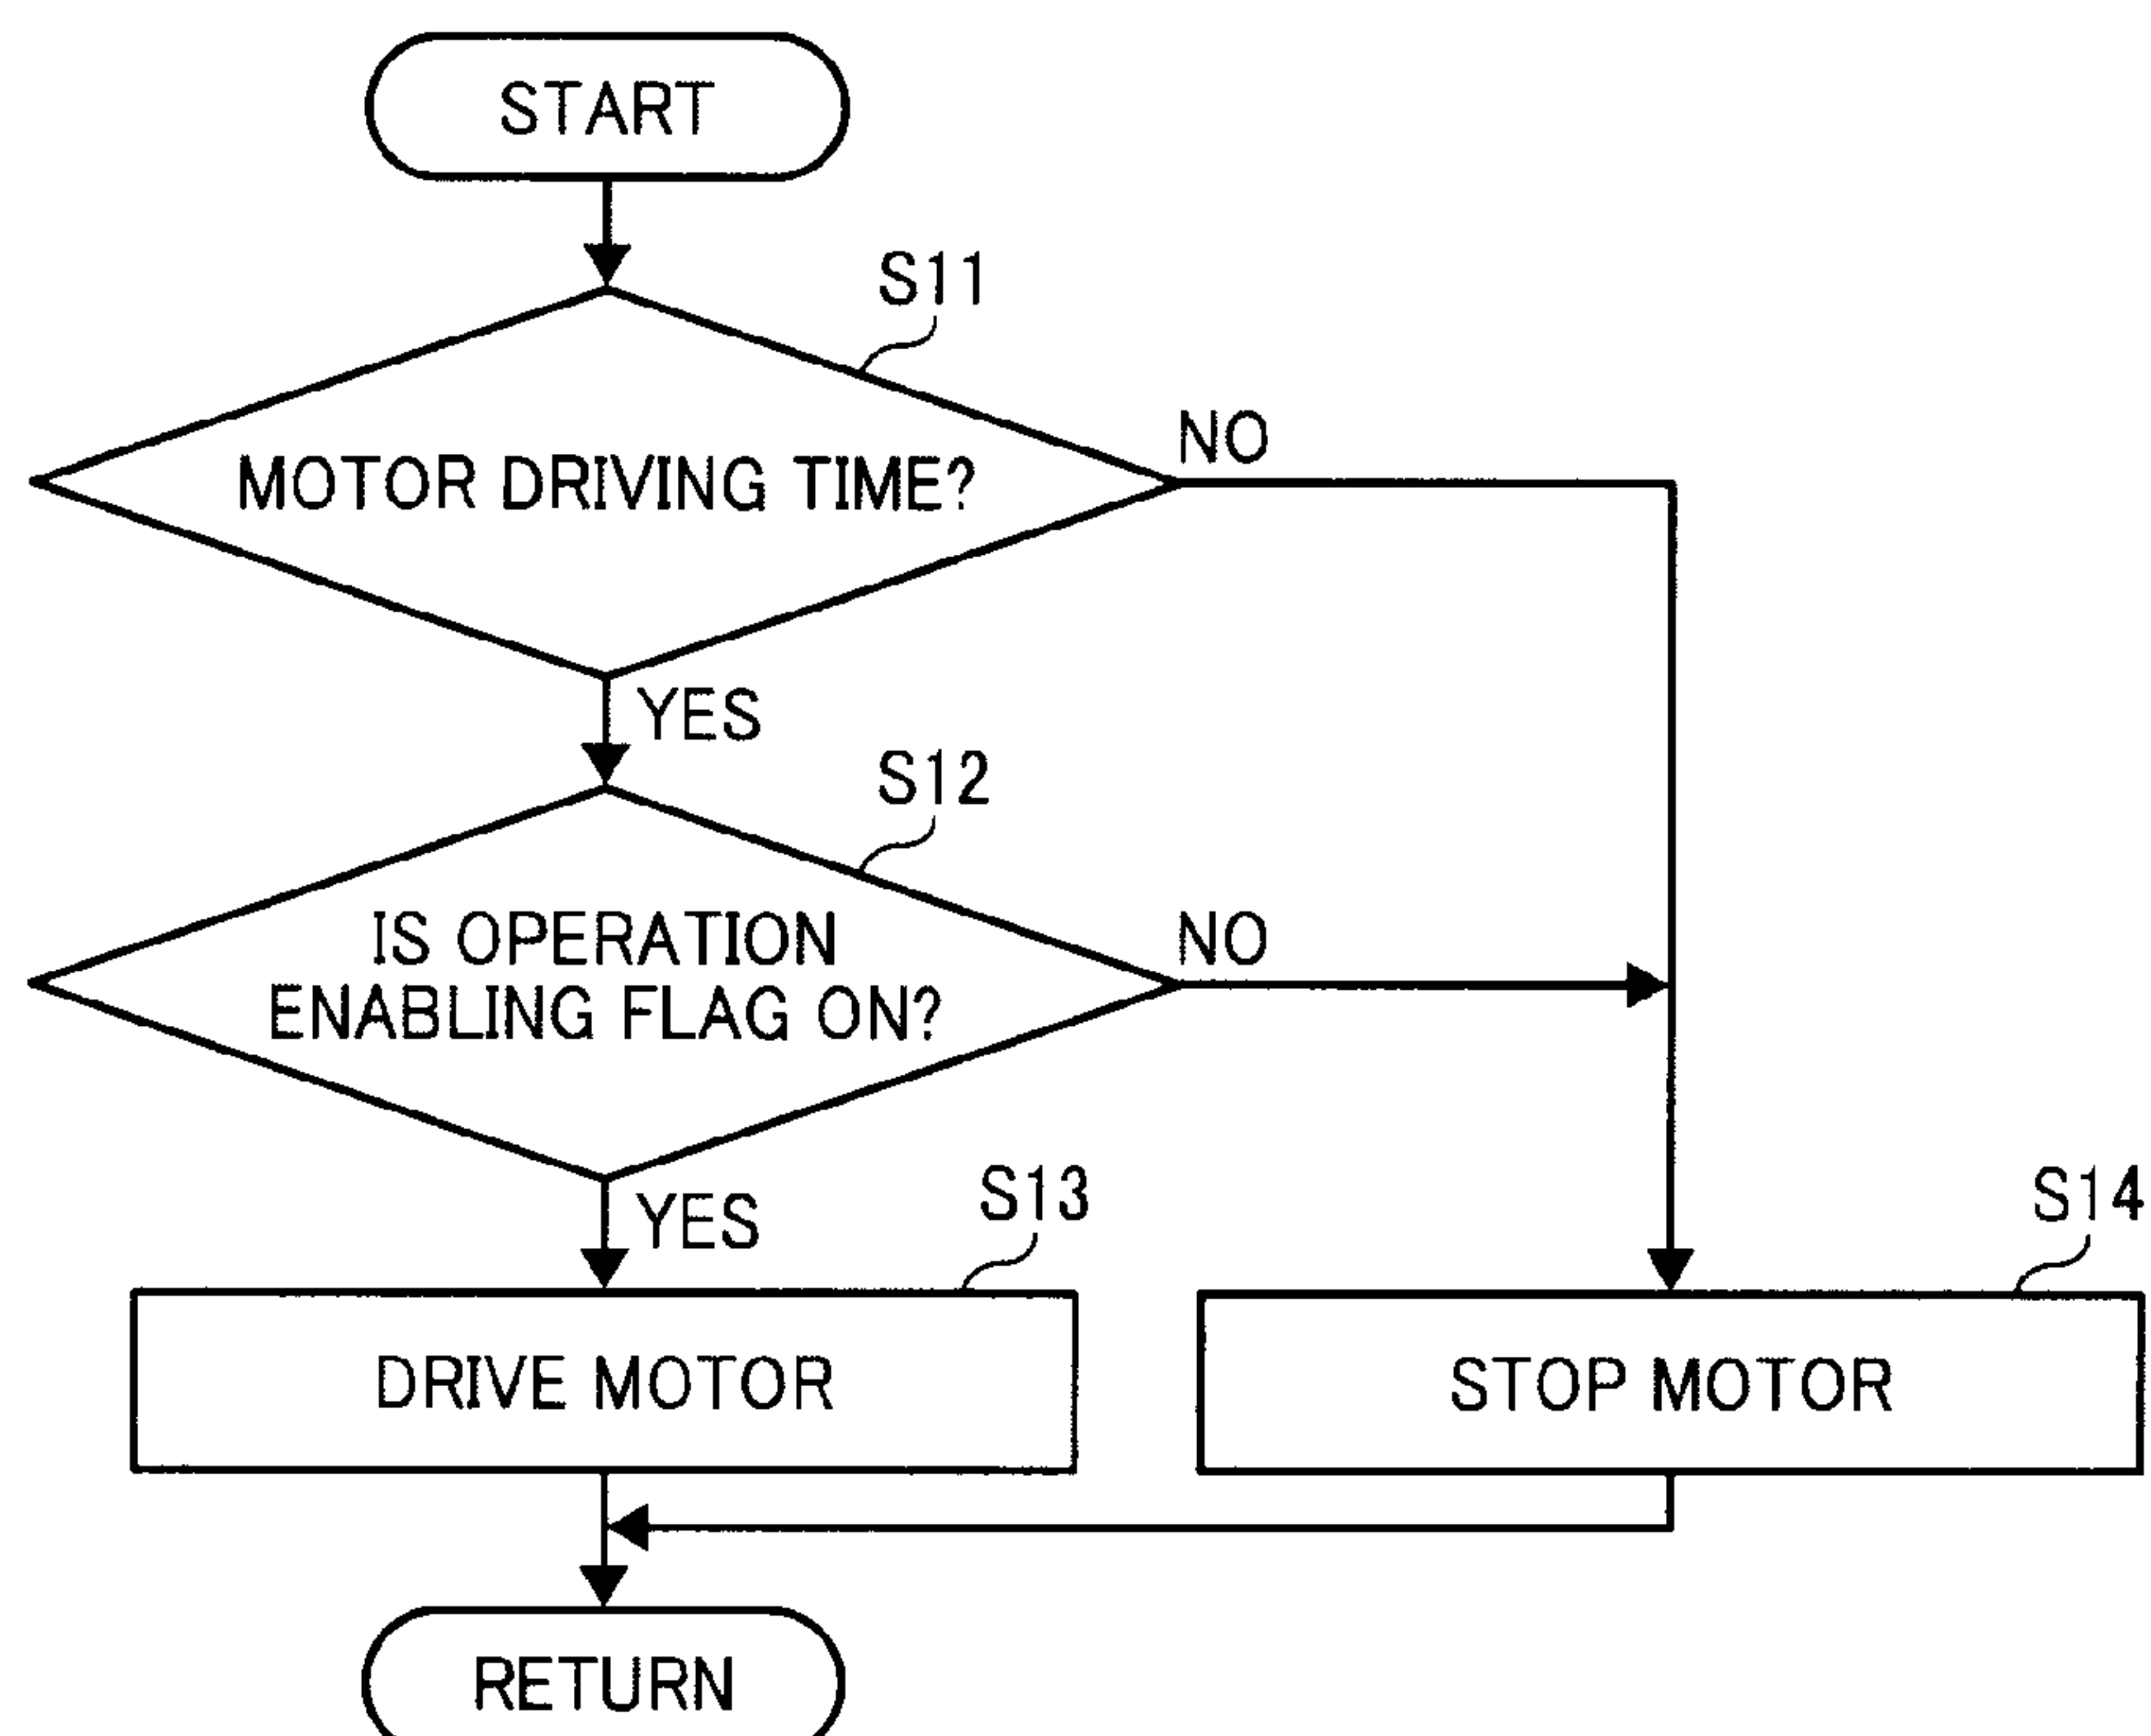 START
S11
MOTOR DRIVING TIME?
NO
YES
S12
IS OPERATION
ENABLING FLAG ON?
NO
YES
S13
S14
DRIVE MOTOR
STOP MOTOR
RETURN